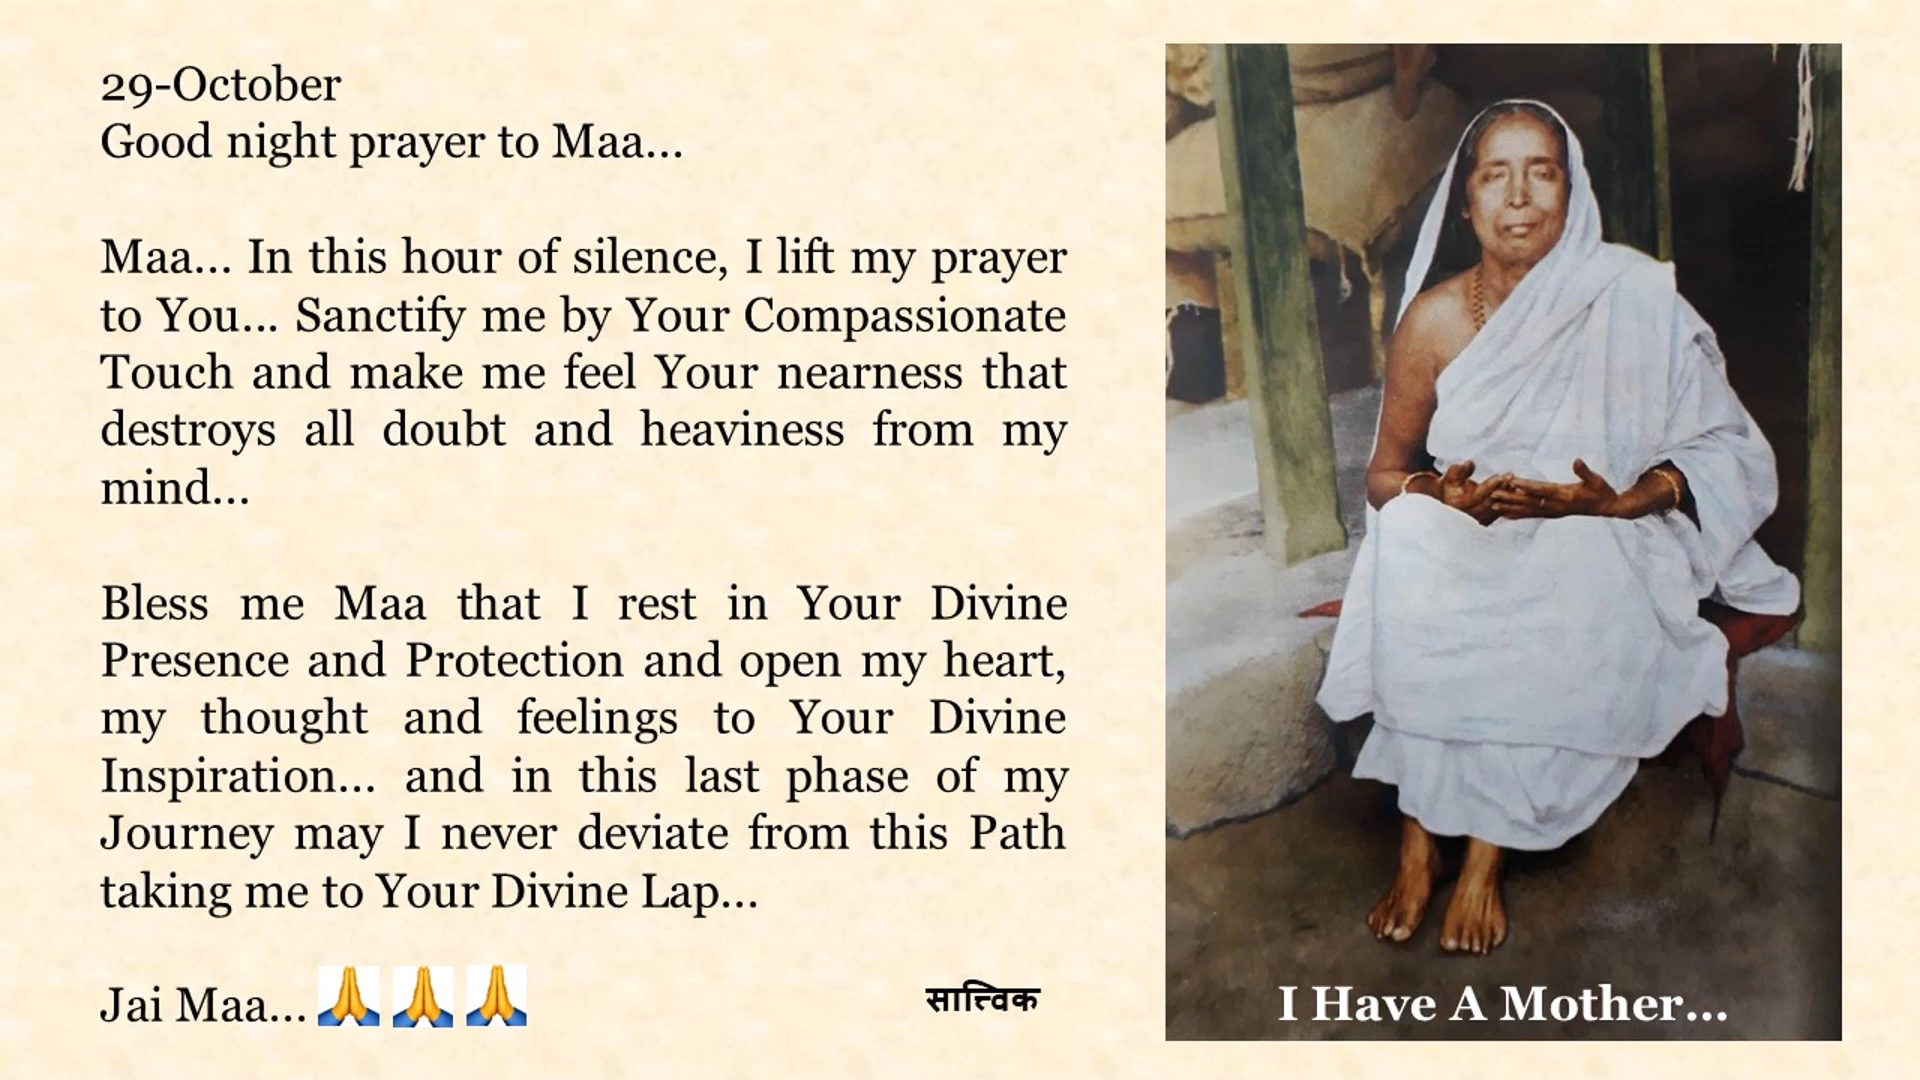 29-October
Good night prayer to Maa...
Maa... In this hour of silence, I lift my prayer
to You... Sanctify me by Your Compassionate
Touch and make me feel Your nearness that
destroys all doubt and heaviness from my
mind...
Bless me Maa that I rest in Your Divine
Presence and Protection and open my heart,
my thought and feelings to Your Divine
Inspiration... and in this last phase of my
Journey may I never deviate from this Path
taking me to Your Divine Lap...
Jai Maa... 🙏🙏🙏
सात्त्विक
I Have A Mother...